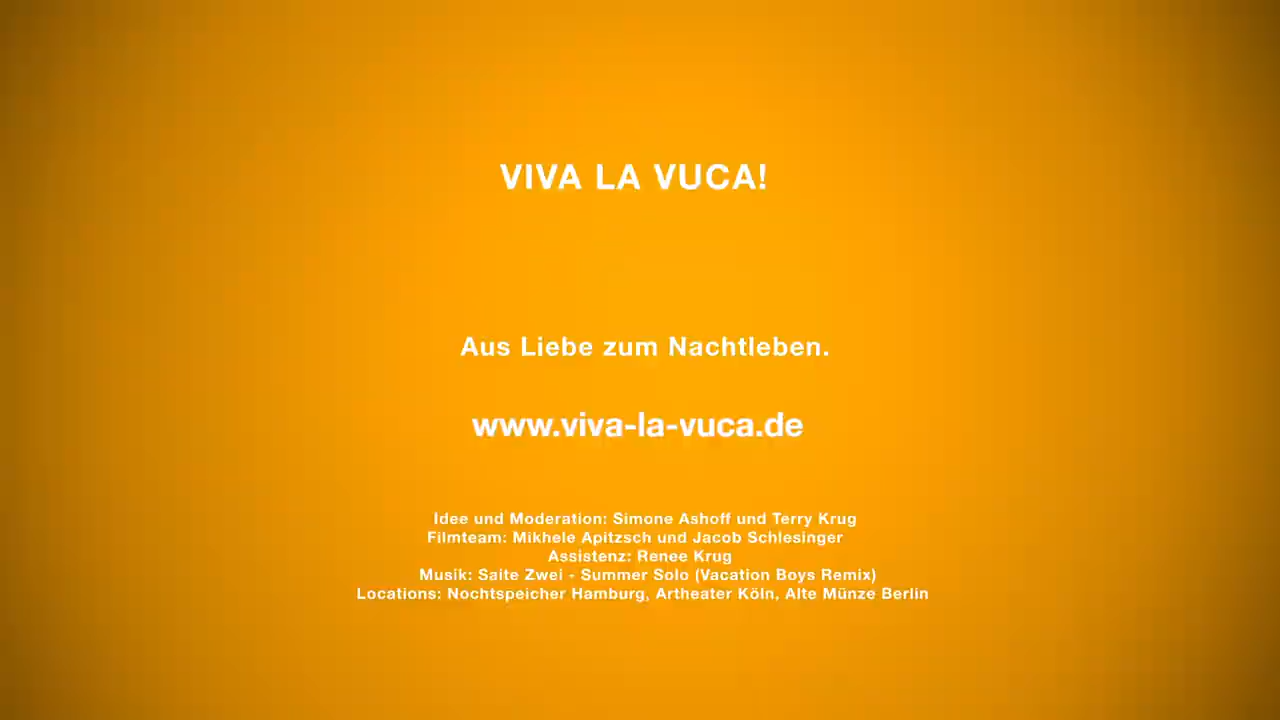 VIVA LA VUCA!
Aus Liebe zum Nachtleben.
www.viva-la-vuca.de
Idee und Moderation: Simone Ashoff und Terry Krug
Filmteam: Mikhele Apitzsch und Jacob Schlesinger
Assistenz: Renee Krug
Musik: Saite Zwei - Summer Solo (Vacation Boys Remix)
Locations: Nochtspeicher Hamburg, Artheater Köln, Alte Münze Berlin